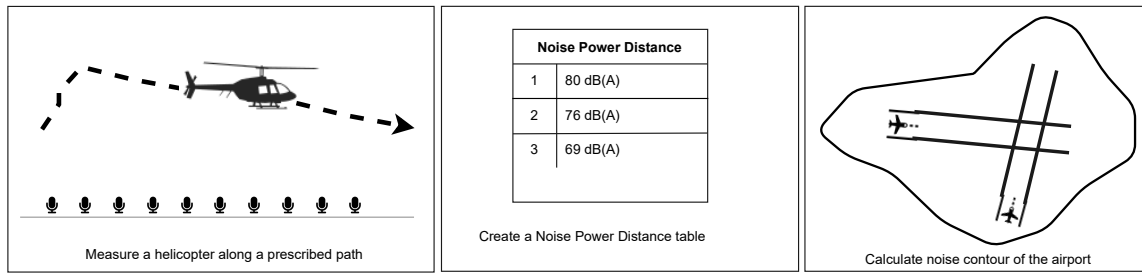 Measure a helicopter along a prescribed path
Noise Power Distance
1 80 dB(A)
2 76 dB(A)
3 69 dB(A)
Create a Noise Power Distance table
Calculate noise contour of the airport